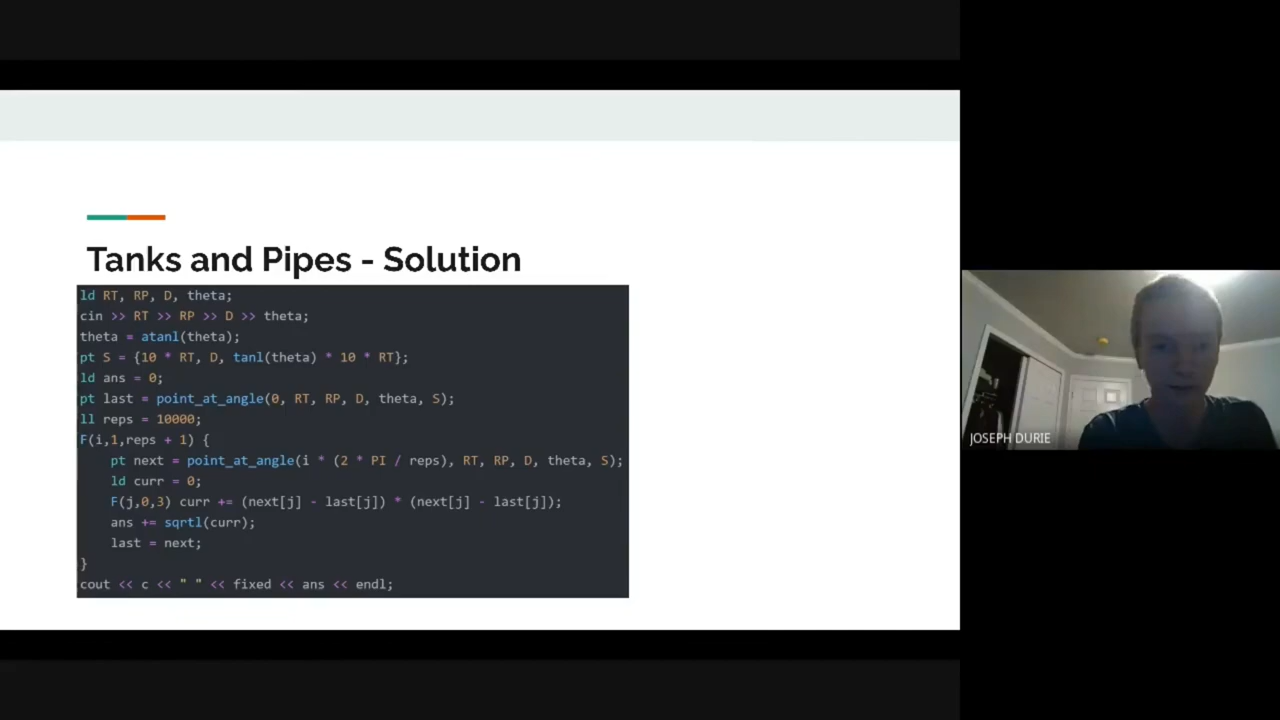 Tanks and Pipes - Solution
ld RT, RP, D, theta;
cin >> RT >> RP >> D >> theta;
theta = atanl(theta);
pt S = {10 * RT, D, tanl(theta) * 10 * RT};
ld ans = 0;
pt last = point_at_angle(0, RT, RP, D, theta, S);
ll reps = 10000;
F(i,1,reps + 1) {
    pt next = point_at_angle(i * (2 * PI / reps), RT, RP, D, theta, S);
    ld curr = 0;
    F(j,0,3) curr += (next[j] - last[j]) * (next[j] - last[j]);
    ans += sqrtl(curr);
    last = next;
}
cout << c << " " << fixed << ans << endl;
JOSEPH DURIE